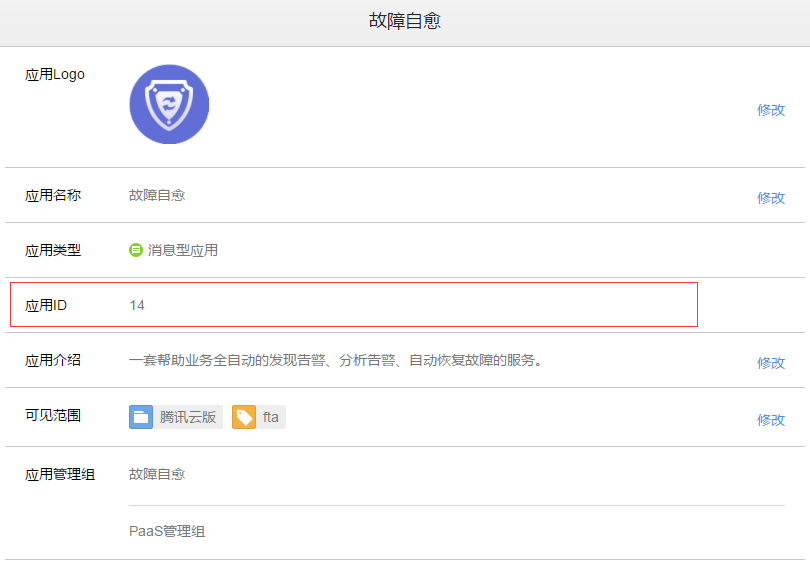 故障自愈
应用Logo
修改
应用名称 故障自愈 修改
应用类型 消息型应用
应用ID 14
应用介绍 一套帮助业务全自动的发现告警、分析告警、自动恢复故障的服务。 修改
可见范围 腾讯云版 fta 修改
应用管理组 故障自愈
PaaS管理组